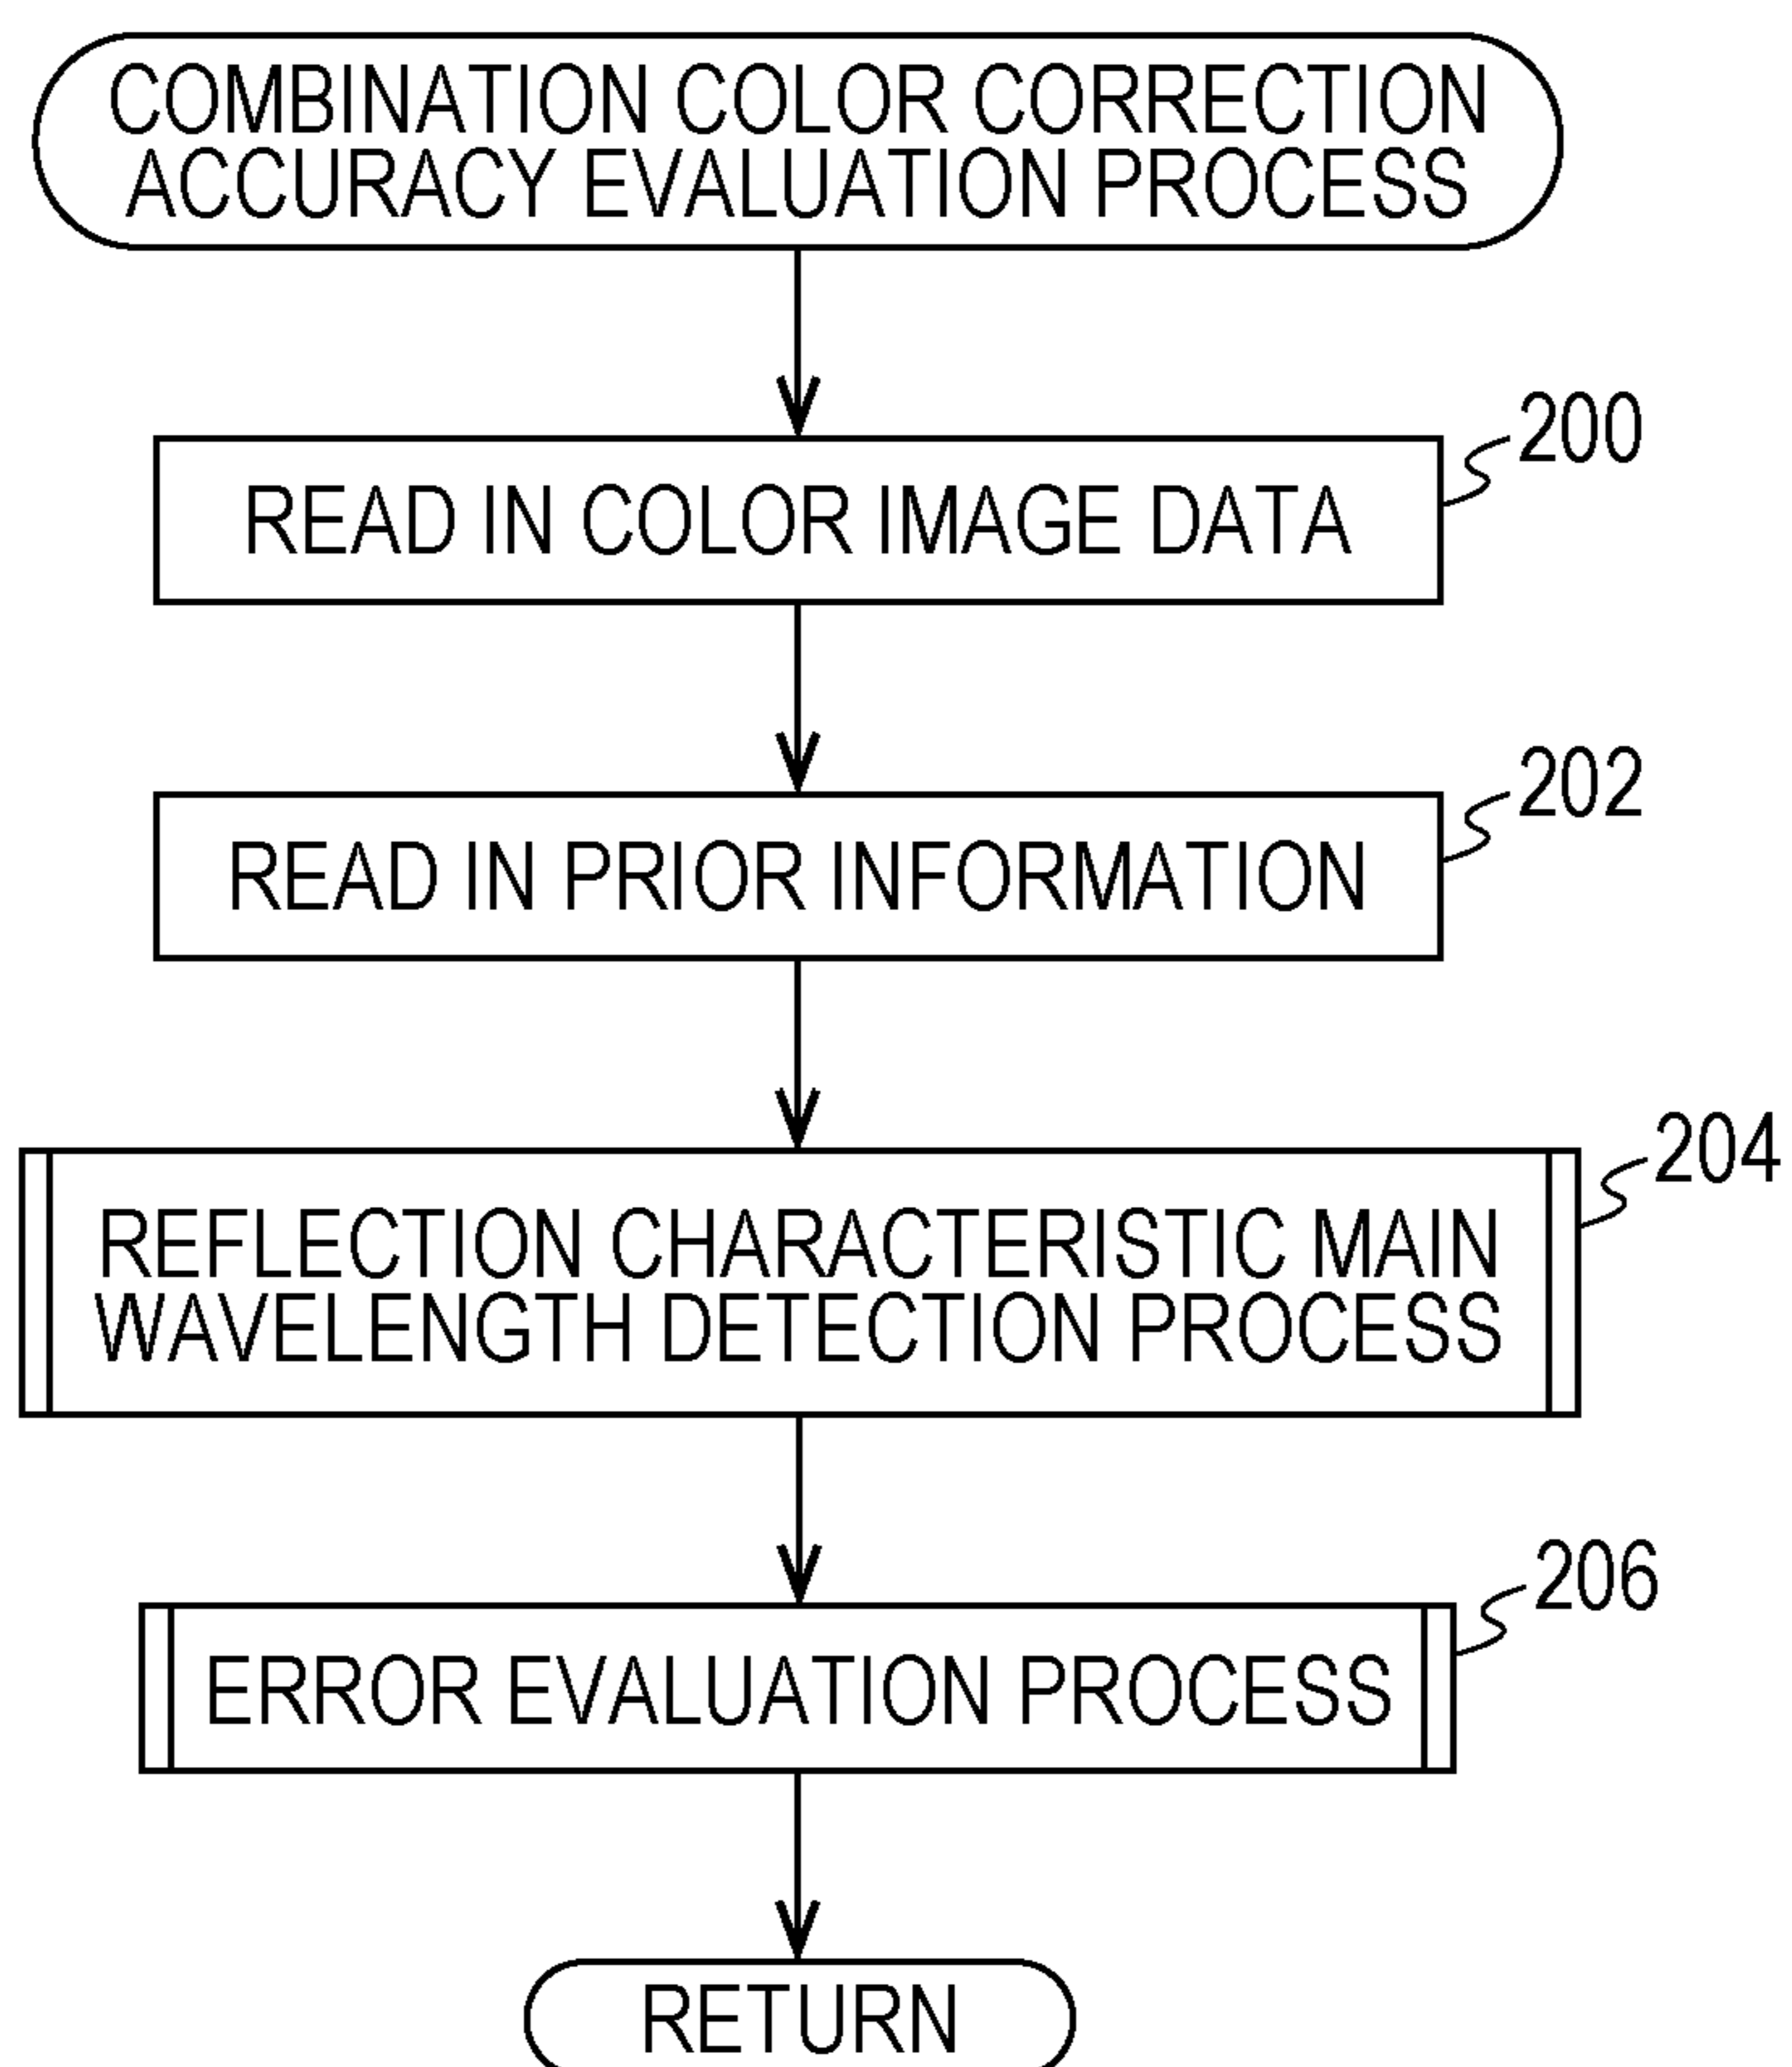 COMBINATION COLOR CORRECTION
ACCURACY EVALUATION PROCESS
200
READ IN COLOR IMAGE DATA
202
READ IN PRIOR INFORMATION
204
REFLECTION CHARACTERISTIC MAIN
WAVELENGTH DETECTION PROCESS
206
ERROR EVALUATION PROCESS
RETURN